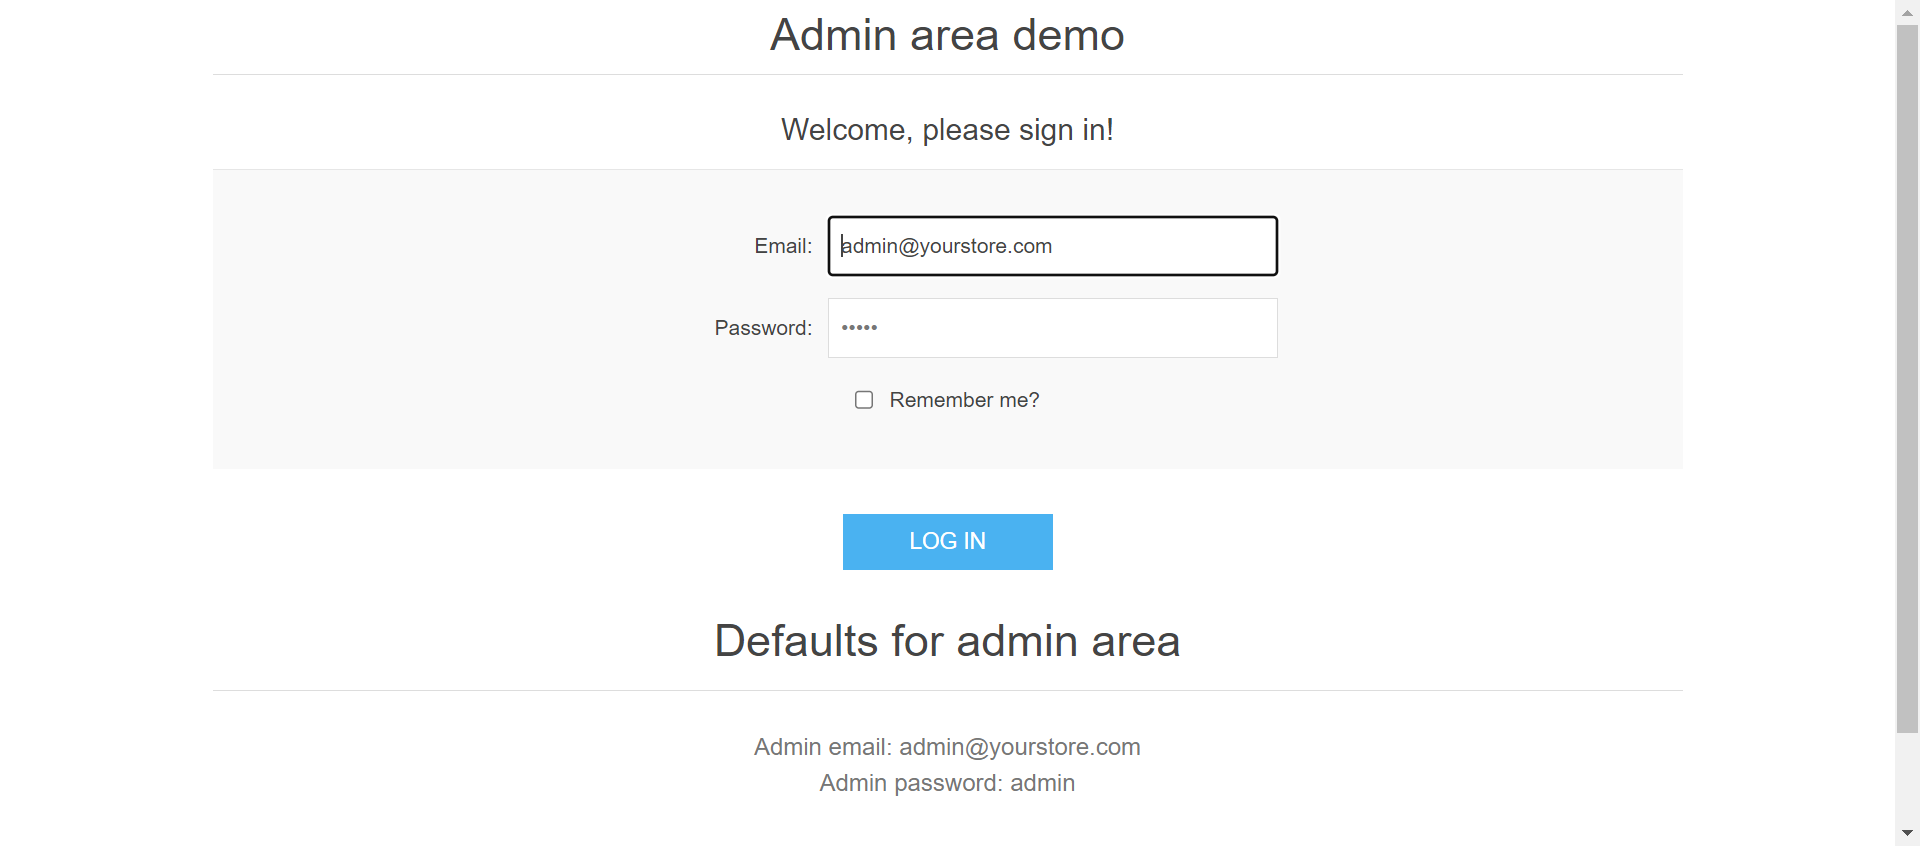 Admin area demo
Welcome, please sign in!
Email: admin@yourstore.com
Password: •••••
Remember me?
LOG IN
Defaults for admin area
Admin email: admin@yourstore.com
Admin password: admin